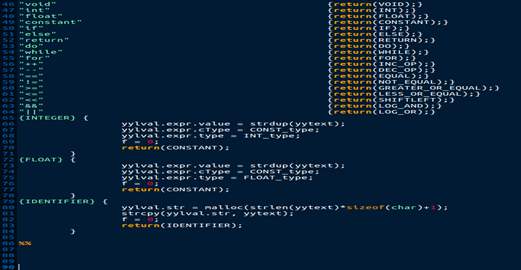 46 "void" {return(VOID);}
47 "int" {return(INT);}
48 "float" {return(FLOAT);}
49 "constant" {return(CONSTANT);}
50 "if" {return(IF);}
51 "else" {return(ELSE);}
52 "return" {return(RETURN);}
53 "do" {return(DO);}
54 "while" {return(WHILE);}
55 "for" {return(FOR);}
56 "++" {return(INC_OP);}
57 "--" {return(DEC_OP);}
58 "==" {return(EQUAL);}
59 "!=" {return(NOT_EQUAL);}
60 ">=" {return(GREATER_OR_EQUAL);}
61 "<=" {return(LESS_OR_EQUAL);}
62 "<<" {return(SHIFTLEFT);}
63 "&&" {return(LOG_AND);}
64 "||" {return(LOG_OR);}
65 {INTEGER} {
66 yylval.expr.value = strdup(yytext);
67 yylval.expr.cType = CONST_type;
68 yylval.expr.type = INT_type;
69 f = 0;
70 return(CONSTANT);
71 }
72 {FLOAT} {
73 yylval.expr.value = strdup(yytext);
74 yylval.expr.cType = CONST_type;
75 yylval.expr.type = FLOAT_type;
76 f = 0;
77 return(CONSTANT);
78 }
79 {IDENTIFIER} {
80 yylval.str = malloc(strlen(yytext)*sizeof(char)+1);
81 strcpy(yylval.str, yytext);
82 f = 0;
83 return(IDENTIFIER);
84 }
85
86 %%
87
88
89
90